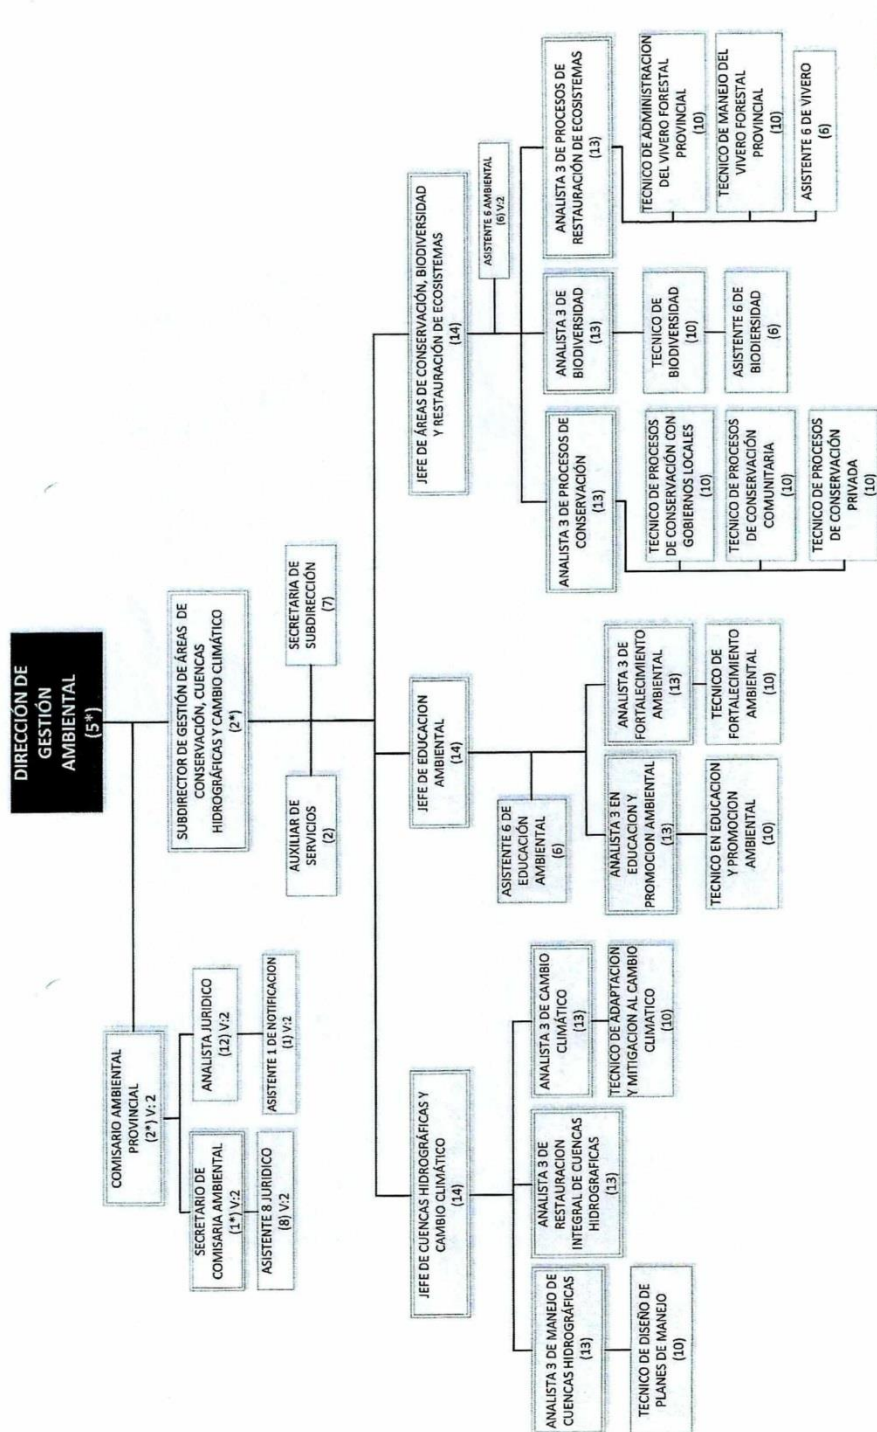 DIRECCIÓN DE
GESTIÓN
AMBIENTAL
(5*)
COMISARIO AMBIENTAL
PROVINCIAL
(2*) V: 2
SECRETARIO DE
COMISARIA AMBIENTAL
(1*) V:2
ASISTENTE 8 JURIDICO
(8) V:2
ANALISTA JURIDICO
(12) V:2
ASISTENTE 1 DE NOTIFICACION
(1) V:2
SUBDIRECTOR DE GESTIÓN DE ÁREAS DE
CONSERVACIÓN, CUENCAS
HIDROGRÁFICAS Y CAMBIO CLIMÁTICO
(2*)
AUXILIAR DE
SERVICIOS
(2)
SECRETARIA DE
SUBDIRECCIÓN
(7)
JEFE DE CUENCAS HIDROGRÁFICAS Y
CAMBIO CLIMÁTICO
(14)
ANALISTA 3 DE MANEJO DE
CUENCAS HIDROGRÁFICAS
(13)
TECNICO DE DISEÑO DE
PLANES DE MANEJO
(10)
ANALISTA 3 DE
RESTAURACION
INTEGRAL DE CUENCAS
HIDROGRAFICAS
(13)
ANALISTA 3 DE CAMBIO
CLIMÁTICO
(13)
TECNICO DE ADAPTACION
Y MITIGACION AL CAMBIO
CLIMATICO
(10)
JEFE DE EDUCACION
AMBIENTAL
(14)
ASISTENTE 6 DE
EDUCACIÓN
AMBIENTAL
(6)
ANALISTA 3 EN
EDUCACION Y
PROMOCION AMBIENTAL
(13)
TECNICO EN EDUCACION
Y PROMOCION
AMBIENTAL
(10)
ANALISTA 3 DE
FORTALECIMIENTO
AMBIENTAL
(13)
TECNICO DE
FORTALECIMIENTO
AMBIENTAL
(10)
JEFE DE ÁREAS DE CONSERVACIÓN, BIODIVERSIDAD
Y RESTAURACIÓN DE ECOSISTEMAS
(14)
ASISTENTE 6 AMBIENTAL
(6) V:2
ANALISTA 3 DE PROCESOS DE
CONSERVACIÓN
(13)
TECNICO DE PROCESOS
DE CONSERVACION CON
GOBIERNOS LOCALES
(10)
TECNICO DE PROCESOS
DE CONSERVACIÓN
COMUNITARIA
(10)
TECNICO DE PROCESOS
DE CONSERVACIÓN
PRIVADA
(10)
ANALISTA 3 DE
BIODIVERSIDAD
(13)
TECNICO DE
BIODIVERSIDAD
(10)
ASISTENTE 6 DE
BIODIERSIDAD
(6)
ANALISTA 3 DE PROCESOS DE
RESTAURACIÓN DE ECOSISTEMAS
(13)
TECNICO DE ADMINISTRACION
DEL VIVERO FORESTAL
PROVINCIAL
(10)
TECNICO DE MANEJO DEL
VIVERO FORESTAL
PROVINCIAL
(10)
ASISTENTE 6 DE VIVERO
(6)